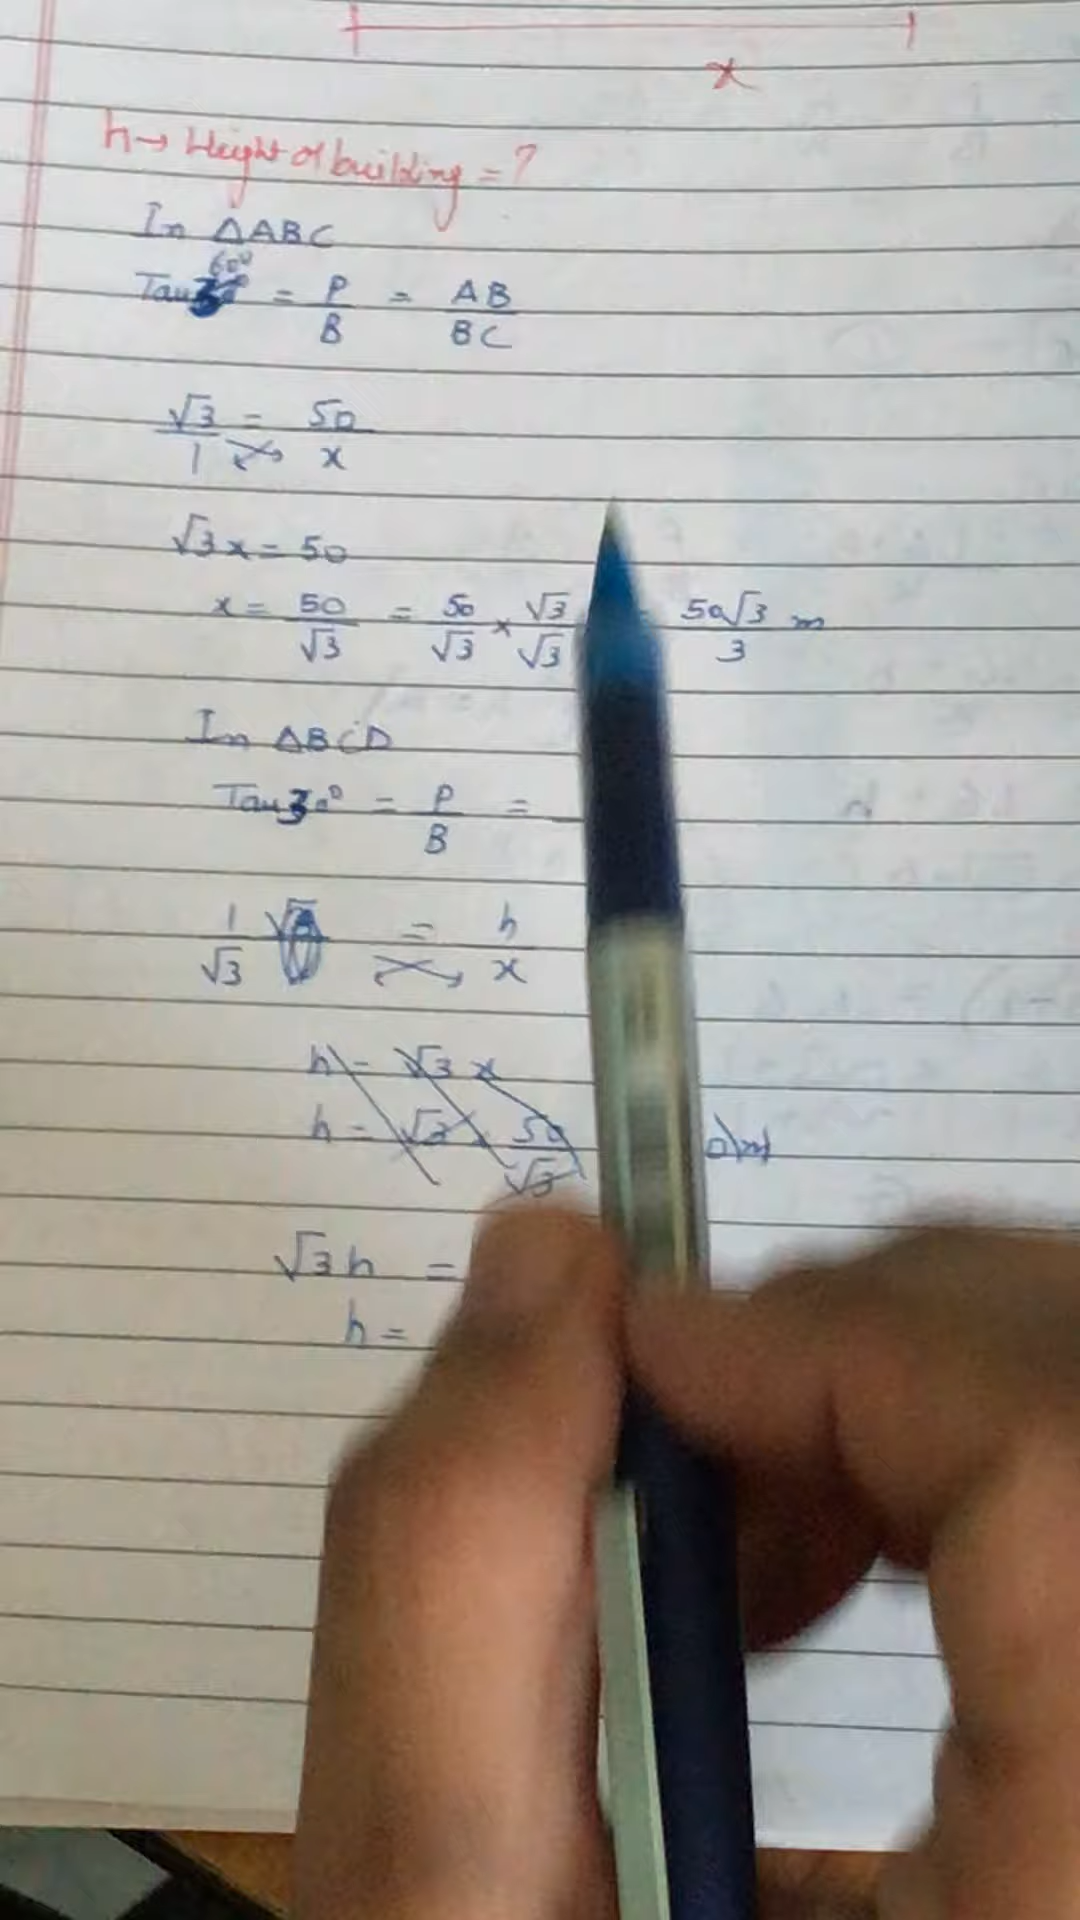 x
h → Height of building = ?
In ΔABC
Tan 60° = P/B = AB/BC
√3/1 = 50/x
√3x = 50
x = 50/√3 = 50/√3 × √3/√3 = 50√3/3 m
In ΔBCD
Tan 30° = P/B =
1/√3 = h/x
h = √3 x
h = √3 50/√3
√3 h =
h =